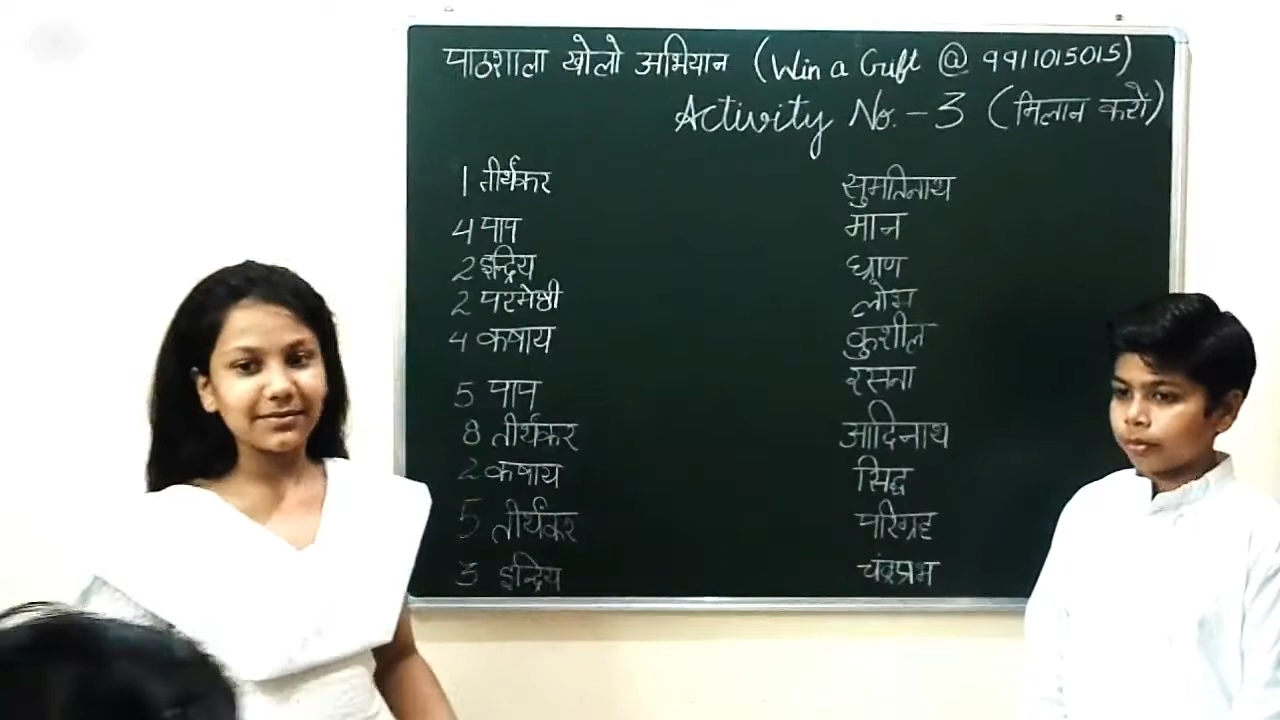 पाठशाला खोलो अभियान (Win a Gift @ ९९11015015)
Activity No.-3 (मिलान करों)
1 तीर्थंकर सुमतिनाथ
4 पाप मान
2 इन्द्रिय घ्राण
2 परमेष्ठी लोभ
4 कषाय कुशील
5 पाप रसना
8 तीर्थंकर आदिनाथ
2 कषाय सिद्ध
5 तीर्थंकर परिग्रह
3 इन्द्रिय चंद्रप्रभ